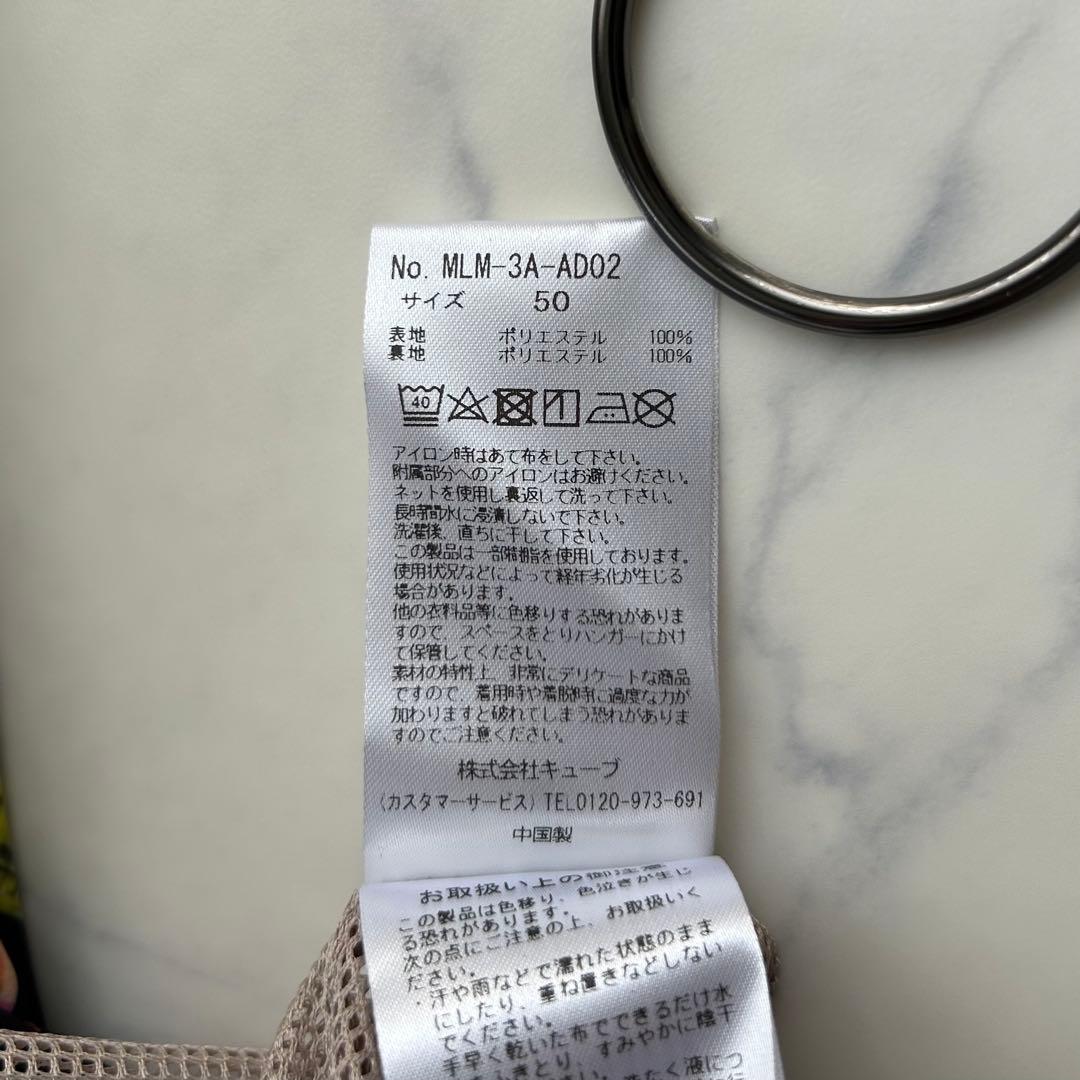 No. MLM-3A-AD02
サイズ 50
表地 ポリエステル 100%
裏地 ポリエステル 100%
40
アイロン時はあて布をして下さい。
附属部分へのアイロンはお避けください。
ネットを使用し裏返して洗って下さい。
長時間水に浸漬しないで下さい。
洗濯後、直ちに干して下さい。
この製品は一部樹脂を使用しております。
使用状況などによって経年劣化が生じる
場合があります。
他の衣料品等に色移りする恐れがありま
すので、スペースをとりハンガーにかけ
て保管してください。
素材の特性上、非常にデリケートな商品
ですので、着用時や着脱時に過度な力が
加わりますと破れてしまう恐れがありま
すのでご注意ください。
株式会社キューブ
(カスタマーサービス) TEL0120-973-691
中国製
お取扱い上の御注意
この製品は色移り、色泣きが生じ
る恐れがあります。
次の点にご注意の上、お取扱いく
ださい。
・汗や雨などで濡れた状態のまま
にしたり、重ね置きなどしない
でください。
手早く乾いた布でできるだけ水
ふきとり、すみやかに陰干
液につ